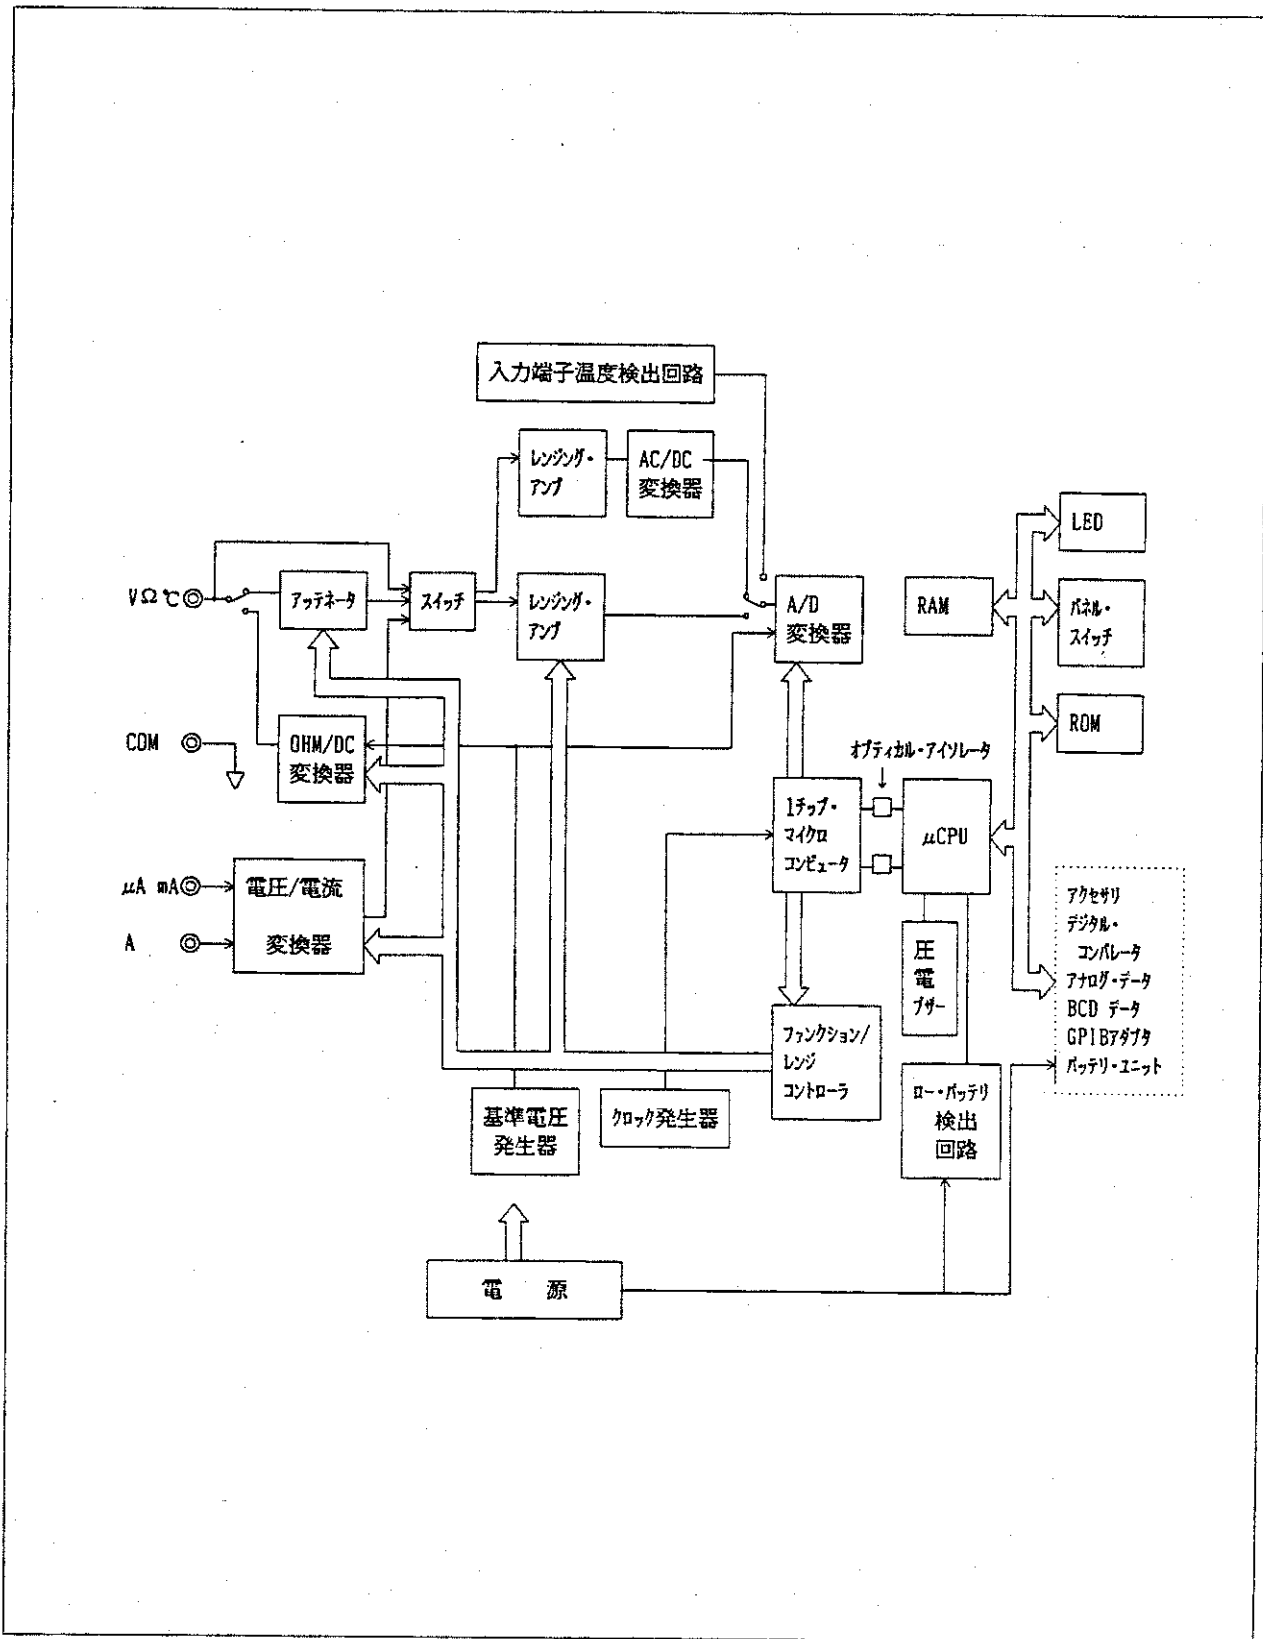 入力端子温度検出回路
レンジング・
アンプ
AC/DC
変換器
LED
VΩ℃
アッテネータ
スイッチ
レンジング・
アンプ
A/D
変換器
RAM
パネル・
スイッチ
COM
OHM/DC
変換器
ROM
オプティカル・アイソレータ
1チップ・
マイクロ
コンピュータ
μCPU
μA mA
電圧/電流
変換器
A
アクセサリ
デジタル・
コンパレータ
アナログ・データ
BCD データ
GPIBアダプタ
バッテリ・ユニット
圧
電
ブザー
ファンクション/
レンジ
コントローラ
基準電圧
発生器
クロック発生器
ロー・バッテリ
検出
回路
電 源